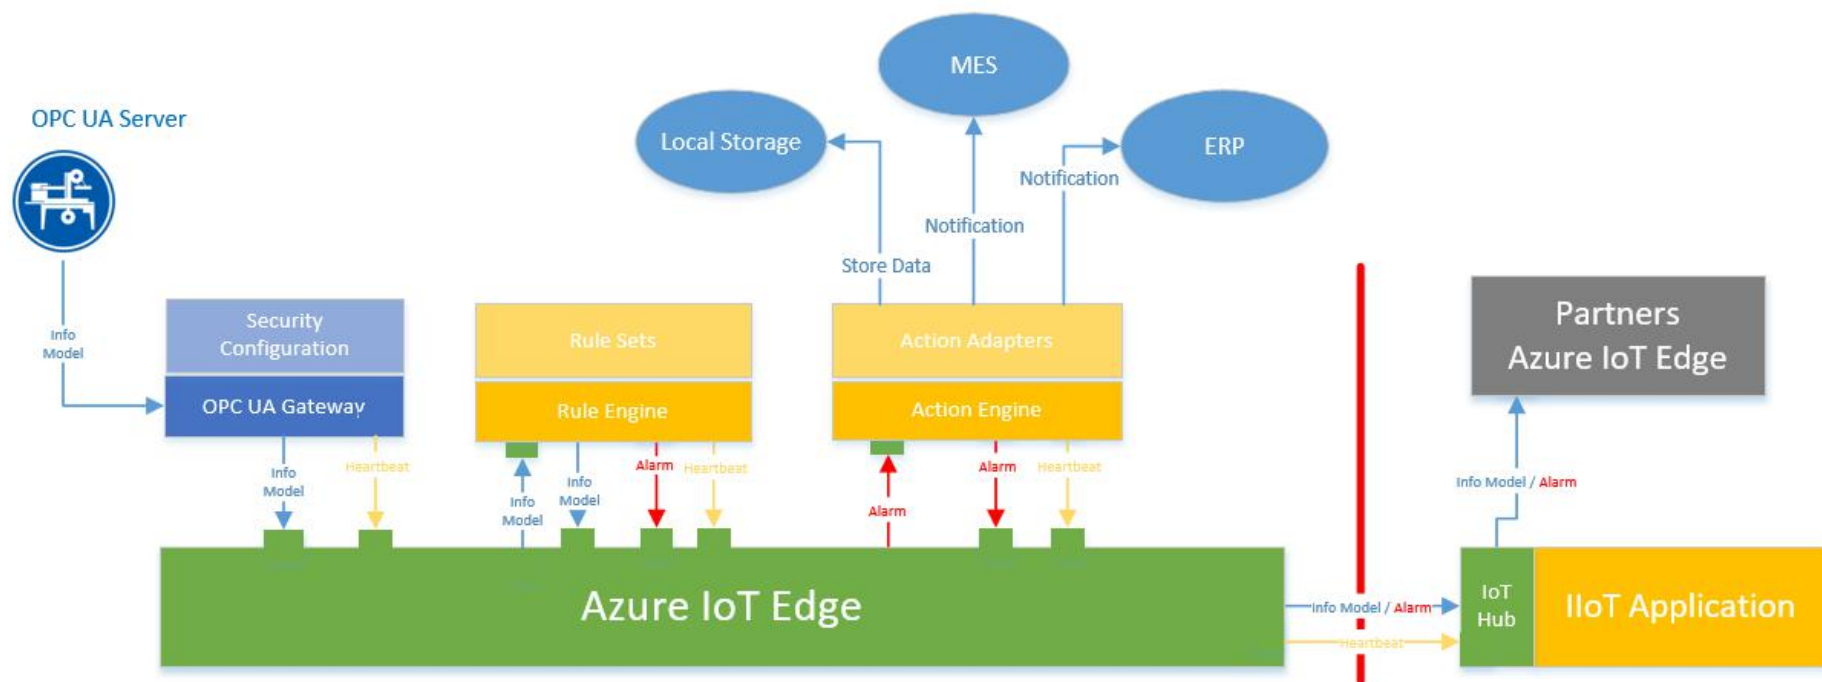 MES
OPC UA Server
Local Storage
ERP
Notification
Notification
Store Data
Info
Model
Security
Configuration
OPC UA Gateway
Rule Sets
Rule Engine
Action Adapters
Action Engine
Partners
Azure IoT Edge
Info
Model
Heartbeat
Info
Model
Info
Model
Alarm
Heartbeat
Alarm
Alarm
Heartbeat
Info Model / Alarm
Azure IoT Edge
Info Model / Alarm
Heartbeat
IoT
Hub
IIoT Application